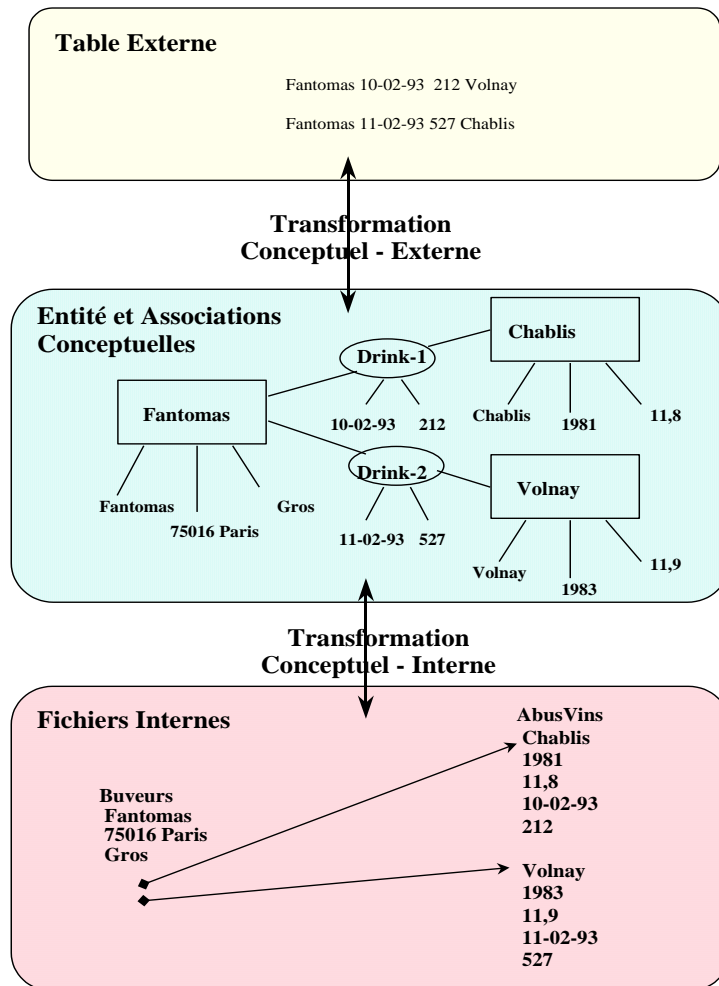 Table Externe
Fantomas 10-02-93 212 Volnay
Fantomas 11-02-93 527 Chablis
Transformation
Conceptuel - Externe
Entité et Associations
Conceptuelles
Drink-1
Chablis
Fantomas
10-02-93
212
Chablis
1981
11,8
Drink-2
Volnay
Fantomas
75016 Paris
Gros
11-02-93
527
Volnay
1983
11,9
Transformation
Conceptuel - Interne
Fichiers Internes
Buveurs
Fantomas
75016 Paris
Gros
AbusVins
Chablis
1981
11,8
10-02-93
212
Volnay
1983
11,9
11-02-93
527